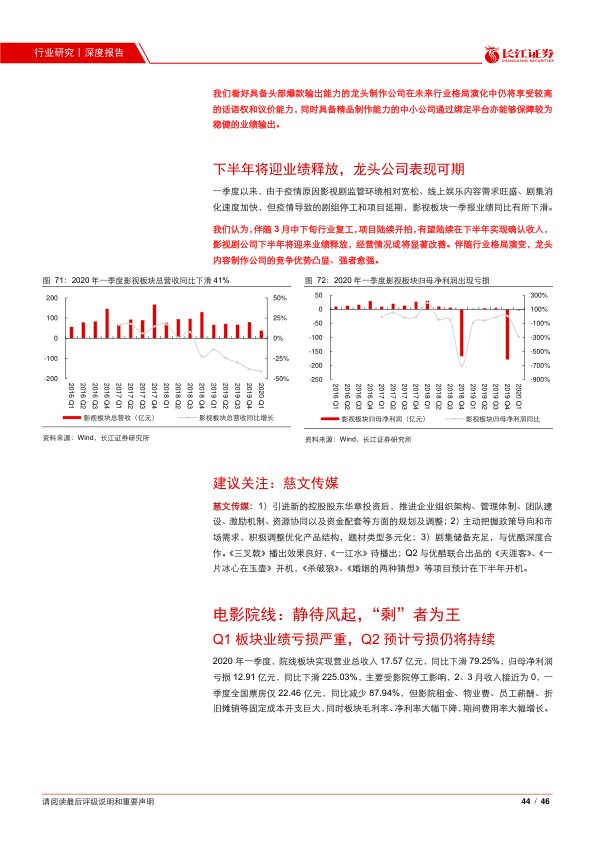 行业研究丨深度报告
长江证券
CHANGJIANG SECURITIES
我们看好具备头部爆款输出能力的龙头制作公司在未来行业格局演化中仍将享受较高
的话语权和议价能力，同时具备精品制作能力的中小公司通过绑定平台亦能够保障较为
稳健的业绩输出。
下半年将迎业绩释放，龙头公司表现可期
一季度以来，由于疫情原因影视剧监管环境相对宽松、线上娱乐内容需求旺盛、剧集消
化速度加快，但疫情导致的剧组停工和项目延期，影视板块一季报业绩同比有所下滑。
我们认为，伴随 3 月中下旬行业复工，项目陆续开拍，有望陆续在下半年实现确认收入，
影视剧公司下半年将迎来业绩释放，经营情况或将显著改善。伴随行业格局演变，龙头
内容制作公司的竞争优势凸显、强者愈强。
图 71：2020 年一季度影视板块总营收同比下滑 41%
200
100
0
-100
-200
50%
25%
0%
-25%
-50%
2016 Q1
2016 Q2
2016 Q3
2016 Q4
2017 Q1
2017 Q2
2017 Q3
2017 Q4
2018 Q1
2018 Q2
2018 Q3
2018 Q4
2019 Q1
2019 Q2
2019 Q3
2019 Q4
2020 Q1
影视板块总营收（亿元）
影视板块总营收同比增长
资料来源：Wind，长江证券研究所
图 72：2020 年一季度影视板块归母净利润出现亏损
50
0
-50
-100
-150
-200
-250
300%
100%
-100%
-300%
-500%
-700%
-900%
2016 Q1
2016 Q2
2016 Q3
2016 Q4
2017 Q1
2017 Q2
2017 Q3
2017 Q4
2018 Q1
2018 Q2
2018 Q3
2018 Q4
2019 Q1
2019 Q2
2019 Q3
2019 Q4
2020 Q1
影视板块归母净利润（亿元）
影视板块归母净利润同比
资料来源：Wind，长江证券研究所
建议关注：慈文传媒
慈文传媒：1）引进新的控股股东华章投资后，推进企业组织架构、管理体制、团队建
设、激励机制、资源协同以及资金配套等方面的规划及调整；2）主动把握政策导向和市
场需求，积极调整优化产品结构，题材类型多元化；3）剧集储备充足，与优酷深度合
作。《三叉戟》播出效果良好，《一江水》待播出；Q2 与优酷联合出品的《天涯客》、《一
片冰心在玉壶》开机，《杀破狼》、《婚姻的两种猜想》等项目预计在下半年开机。
电影院线：静待风起，“剩”者为王
Q1 板块业绩亏损严重，Q2 预计亏损仍将持续
2020 年一季度，院线板块实现营业总收入 17.57 亿元，同比下滑 79.25%，归母净利润
亏损 12.91 亿元，同比下滑 225.03%，主要受影院停工影响，2、3 月收入接近为 0，一
季度全国票房仅 22.46 亿元，同比减少 87.94%，但影院租金、物业费、员工薪酬、折
旧摊销等固定成本开支巨大，同时板块毛利率、净利率大幅下降，期间费用率大幅增长。
请阅读最后评级说明和重要声明
44 / 46